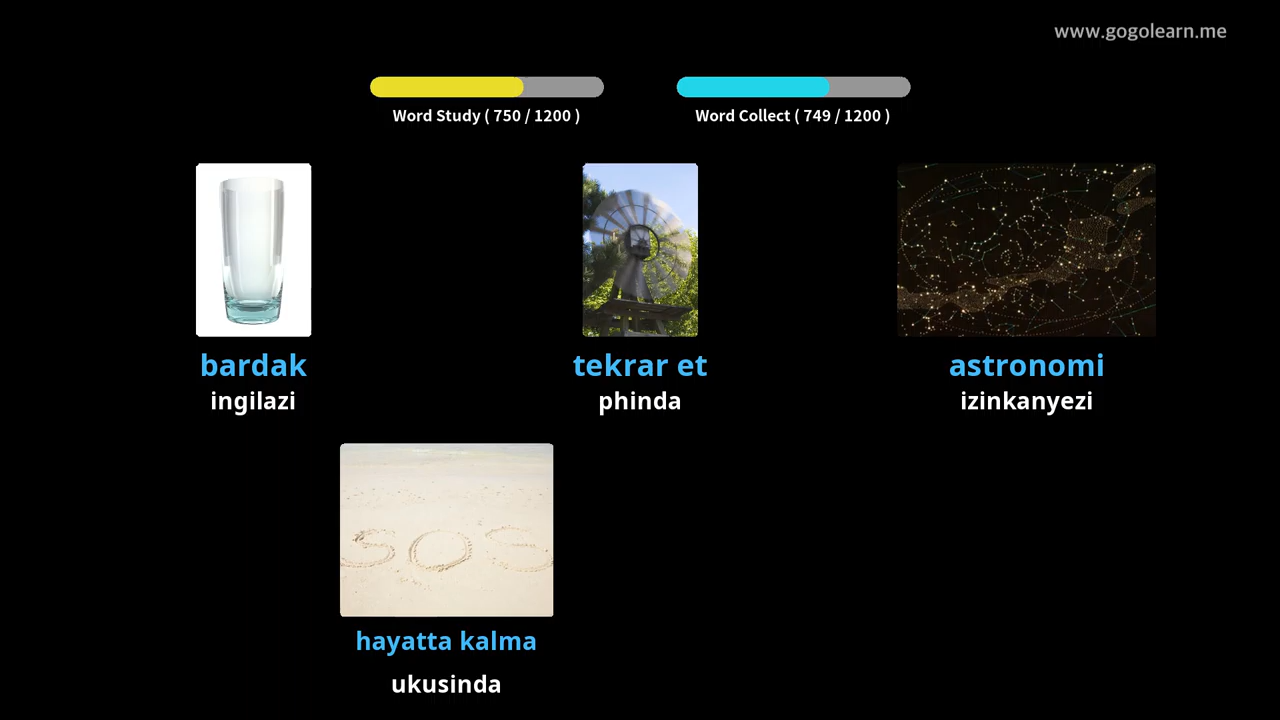 www.gogolearn.me
Word Study ( 750 / 1200 )
Word Collect ( 749 / 1200 )
bardak
ingilazi
tekrar et
phinda
astronomi
izinkanyezi
SOS
hayatta kalma
ukusinda